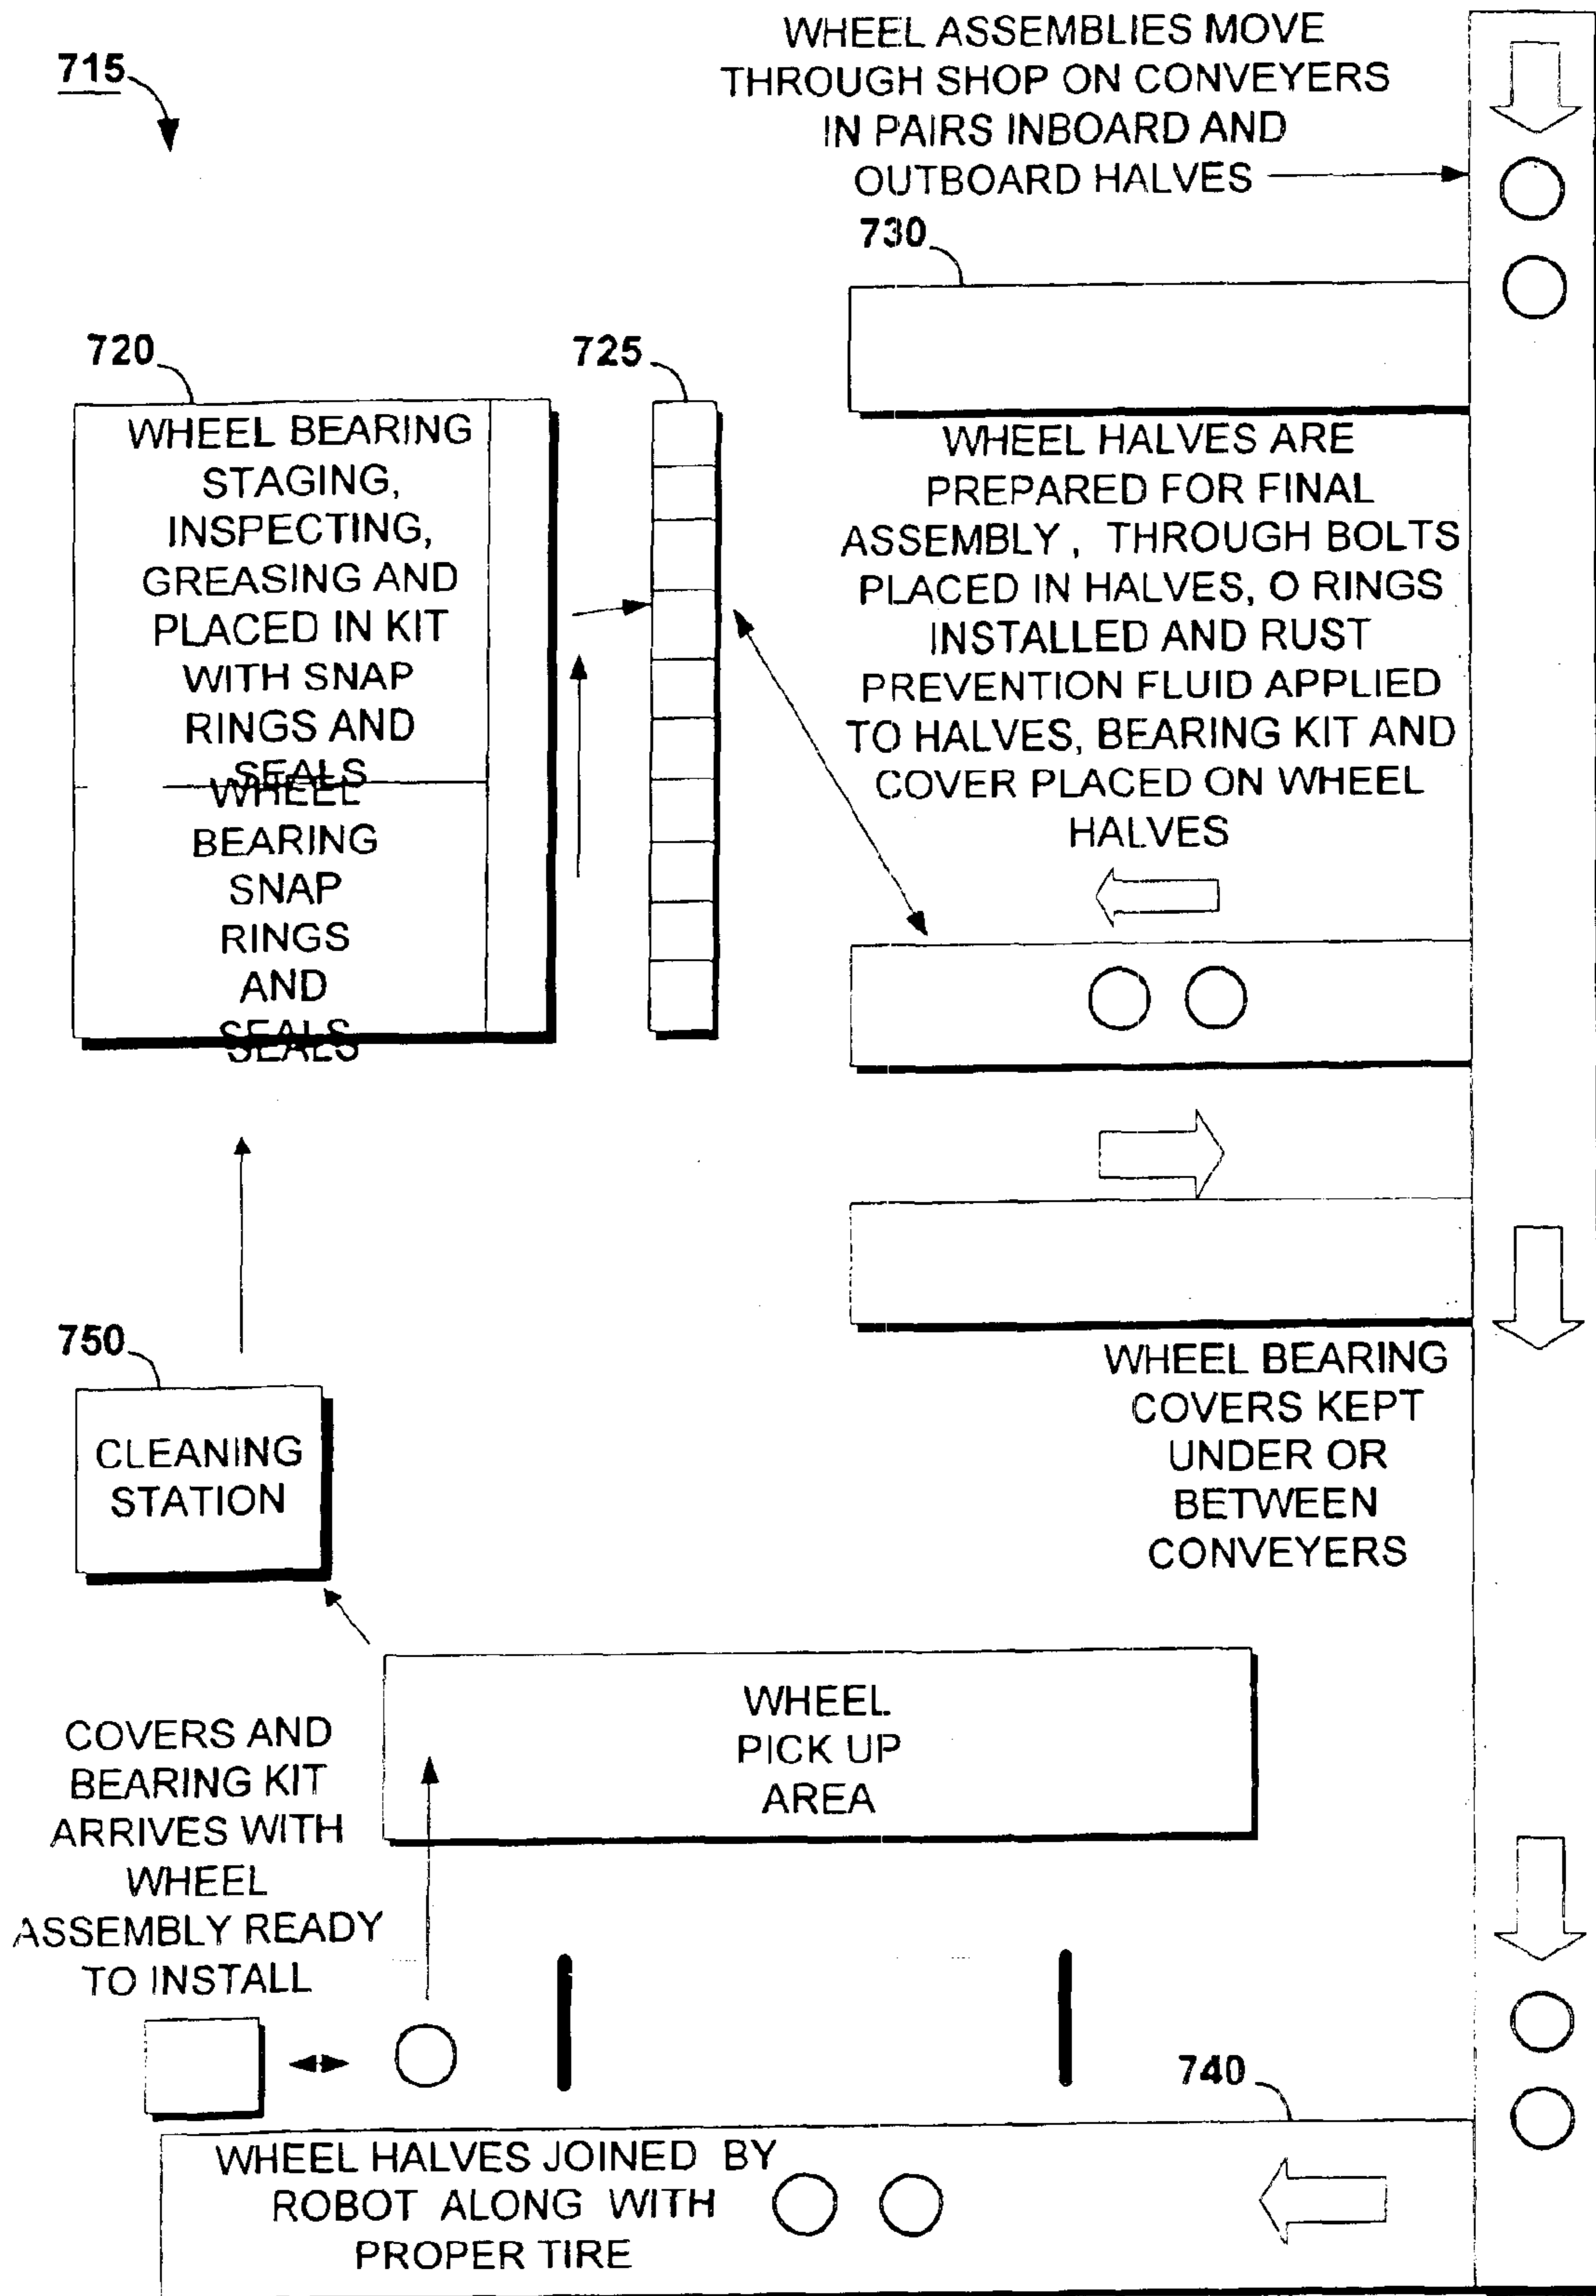 715
WHEEL ASSEMBLIES MOVE
THROUGH SHOP ON CONVEYERS
IN PAIRS INBOARD AND
OUTBOARD HALVES
730
720
725
WHEEL BEARING
STAGING,
INSPECTING,
GREASING AND
PLACED IN KIT
WITH SNAP
RINGS AND
SEALS
WHEEL
BEARING
SNAP
RINGS
AND
SEALS
SEALS
WHEEL HALVES ARE
PREPARED FOR FINAL
ASSEMBLY , THROUGH BOLTS
PLACED IN HALVES, O RINGS
INSTALLED AND RUST
PREVENTION FLUID APPLIED
TO HALVES, BEARING KIT AND
COVER PLACED ON WHEEL
HALVES
750
CLEANING
STATION
WHEEL BEARING
COVERS KEPT
UNDER OR
BETWEEN
CONVEYERS
WHEEL
PICK UP
AREA
COVERS AND
BEARING KIT
ARRIVES WITH
WHEEL
ASSEMBLY READY
TO INSTALL
740
WHEEL HALVES JOINED BY
ROBOT ALONG WITH
PROPER TIRE